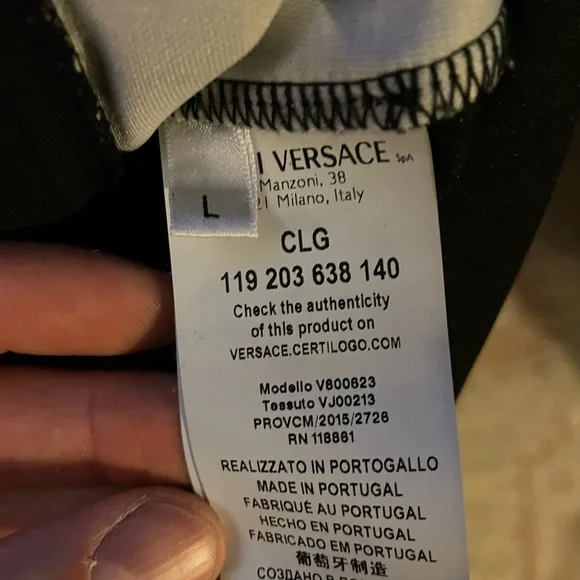 I VERSACE SpA
Manzoni, 38
21 Milano, Italy
L
CLG
119 203 638 140
Check the authenticity
of this product on
VERSACE.CERTILOGO.COM
Modello V800623
Tessuto VJ00213
PROVCM/2015/2726
RN 118861
REALIZZATO IN PORTOGALLO
MADE IN PORTUGAL
FABRIQUÉ AU PORTUGAL
HECHO EN PORTUGAL
FABRICADO EM PORTUGAL
葡萄牙制造
СОЗДАНО В